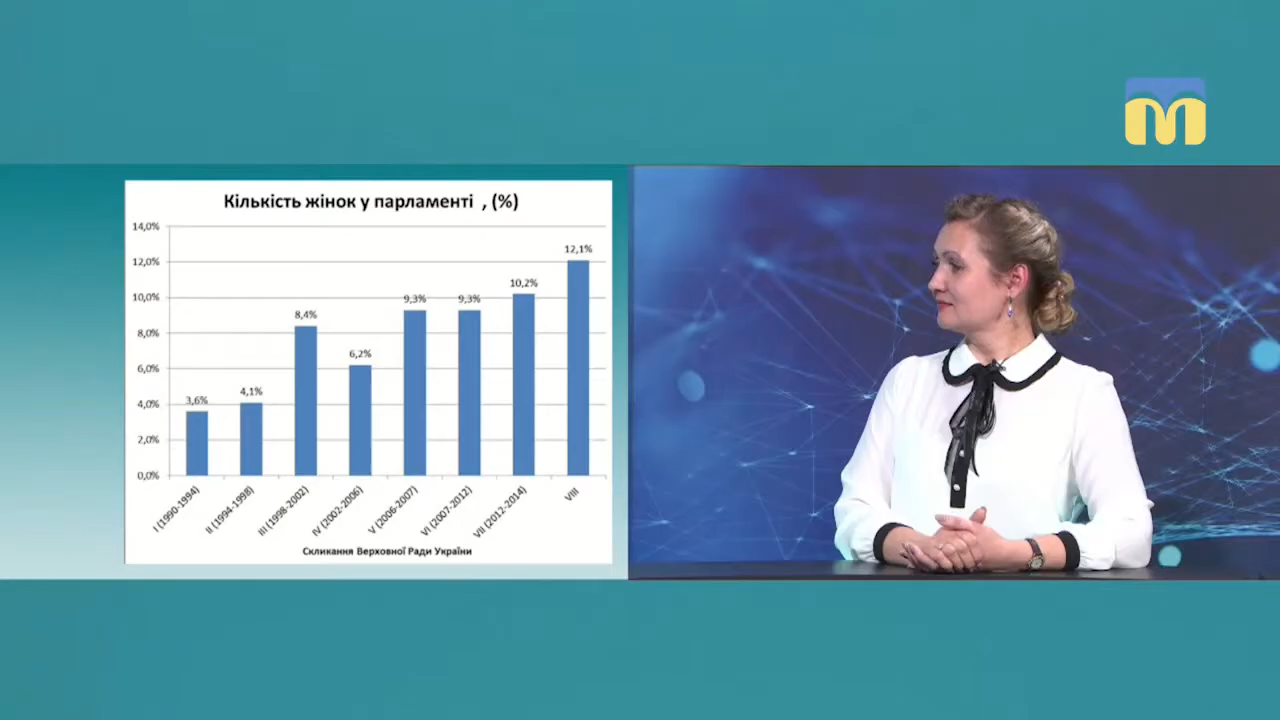 Кількість жінок у парламенті , (%)
14,0%
12,0%
10,0%
8,0%
6,0%
4,0%
2,0%
0,0%
3,6%
4,1%
8,4%
6,2%
9,3%
9,3%
10,2%
12,1%
I (1990-1994)
II (1994-1998)
III (1998-2002)
IV (2002-2006)
V (2006-2007)
VI (2007-2012)
VII (2012-2014)
VIII
Скликання Верховної Ради України